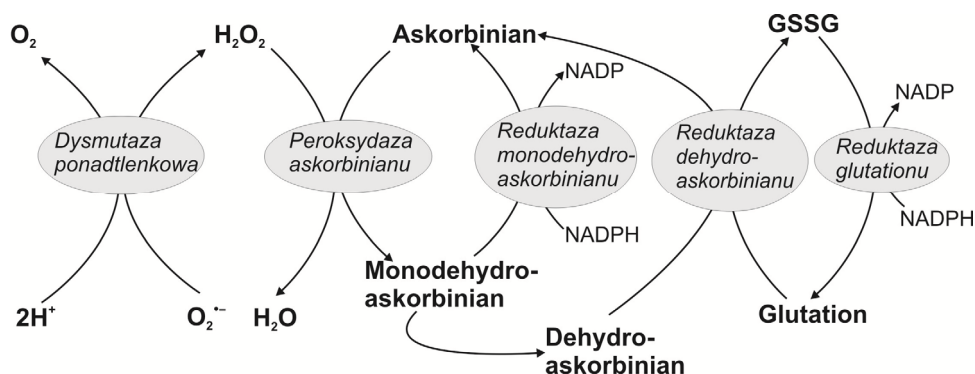 O₂
H₂O₂
Askorbinian
GSSG
NADP
NADP
Dysmutaza
ponadtlenkowa
Peroksydaza
askorbinianu
Reduktaza
monodehydro-
askorbinianu
Reduktaza
dehydro-
askorbinianu
Reduktaza
glutationu
NADPH
NADPH
Monodehydro-
askorbinian
2H⁺
O₂•−
H₂O
Glutation
Dehydro-
askorbinian